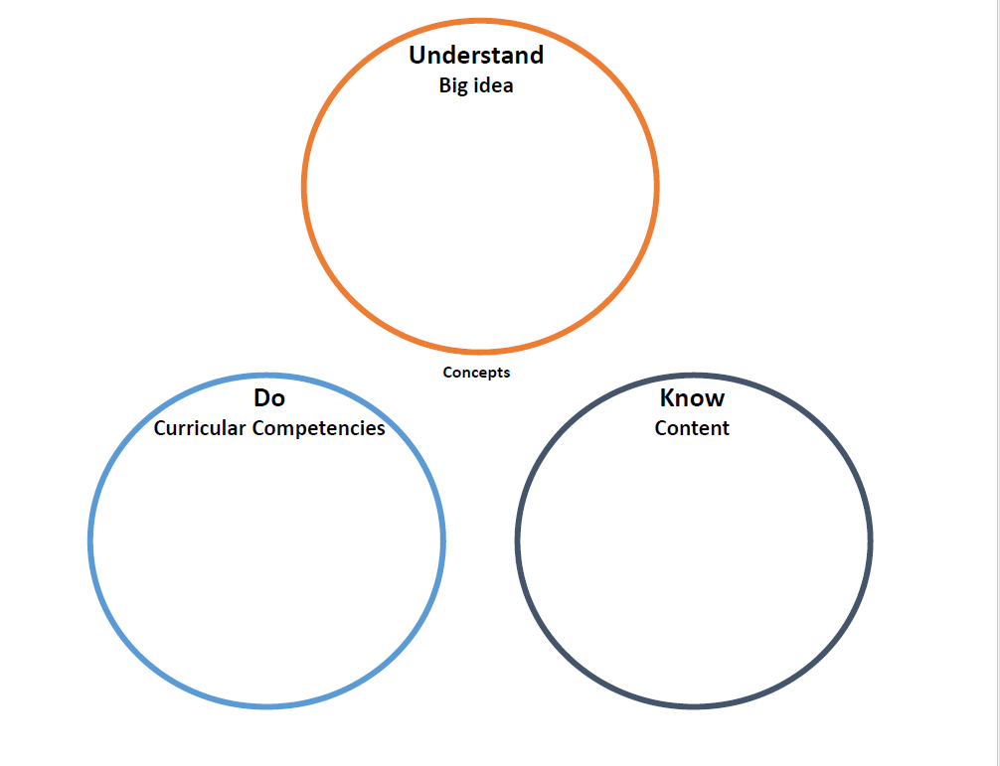 Understand
Big idea
Concepts
Do
Curricular Competencies
Know
Content